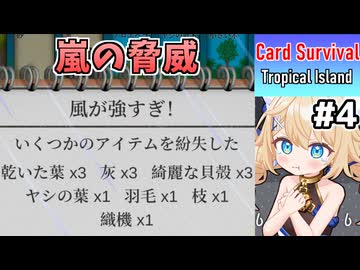 嵐の脅威
風が強すぎ!
いくつかのアイテムを紛失した
乾いた葉 x3 灰 x3 綺麗な貝殻 x3
ヤシの葉 x1 羽毛 x1 枝 x1
織機 x1
Card Survival
Tropical Island
#4